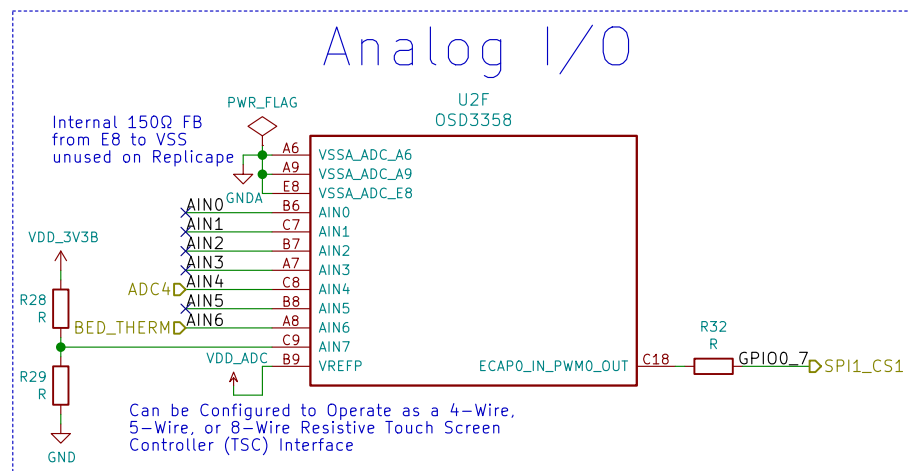 Analog I/O
PWR_FLAG
U2F
OSD3358
Internal 150Ω FB
from E8 to VSS
unused on Replicape
GNDA
A6 VSSA_ADC_A6
A9 VSSA_ADC_A9
E8 VSSA_ADC_E8
AIN0 B6 AIN0
AIN1 C7 AIN1
AIN2 B7 AIN2
AIN3 A7 AIN3
ADC4 AIN4 C8 AIN4
AIN5 B8 AIN5
BED_THERM AIN6 A8 AIN6
C9 AIN7
VDD_ADC B9 VREFP
VDD_3V3B
R28
R
R29
R
GND
ECAP0_IN_PWM0_OUT C18
R32
R
GPIO0_7 SPI1_CS1
Can be Configured to Operate as a 4-Wire,
5-Wire, or 8-Wire Resistive Touch Screen
Controller (TSC) Interface